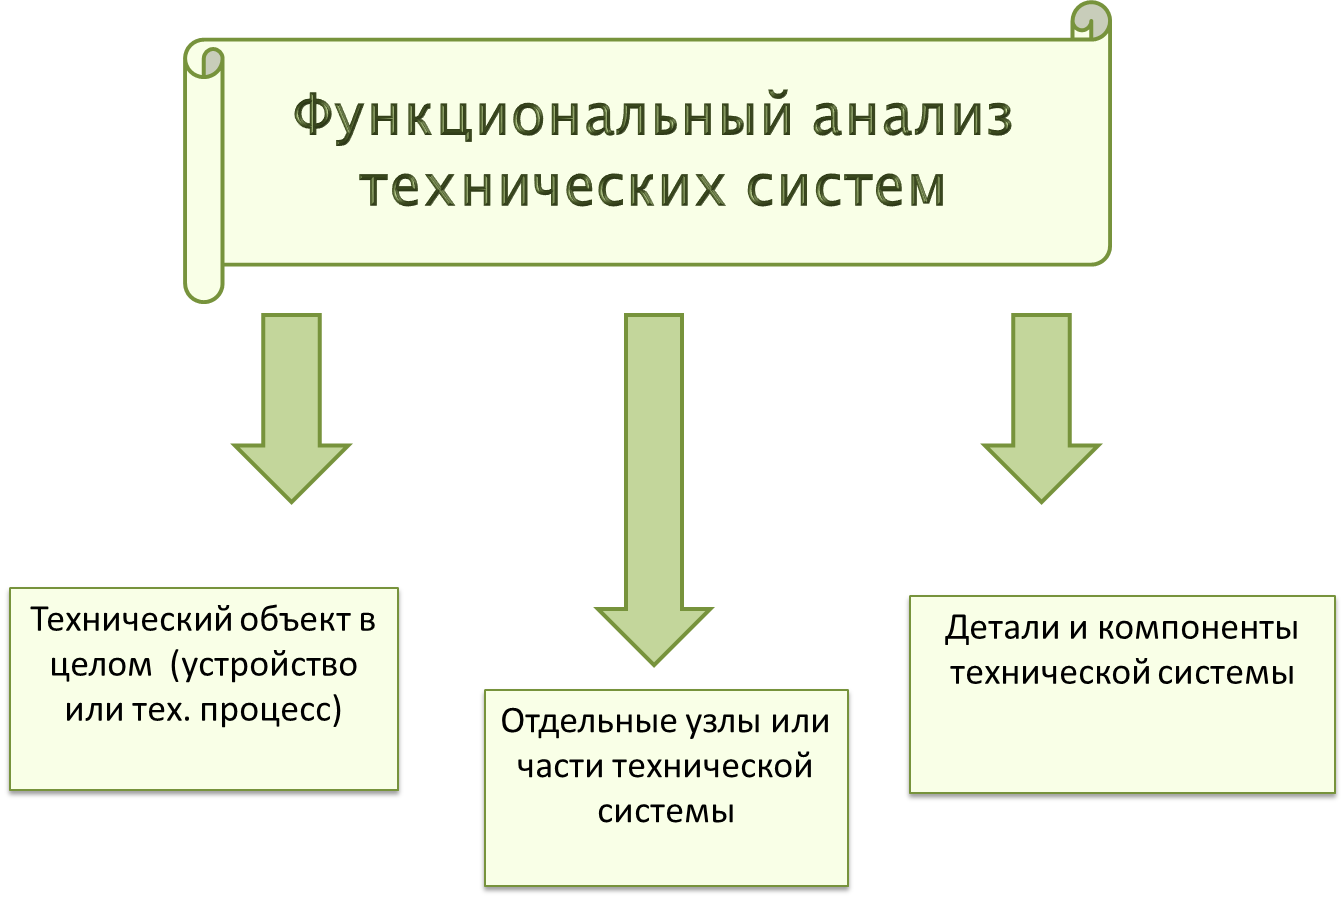 Функциональный анализ
технических систем
Технический объект в
целом (устройство
или тех. процесс)
Отдельные узлы или
части технической
системы
Детали и компоненты
технической системы